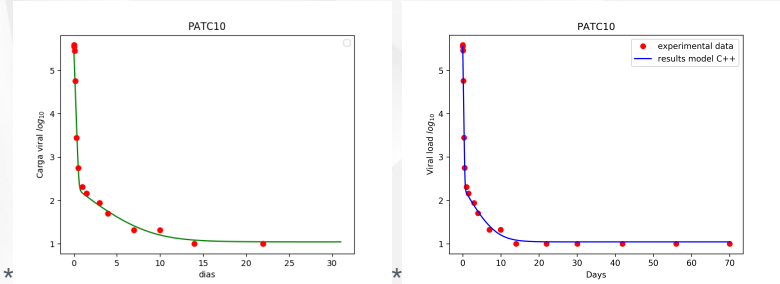 PATC10
Carga viral log10
5
4
3
2
1
0 5 10 15 20 25 30
dias
*
PATC10
experimental data
results model C++
Viral load log10
5
4
3
2
1
0 10 20 30 40 50 60 70
Days
*